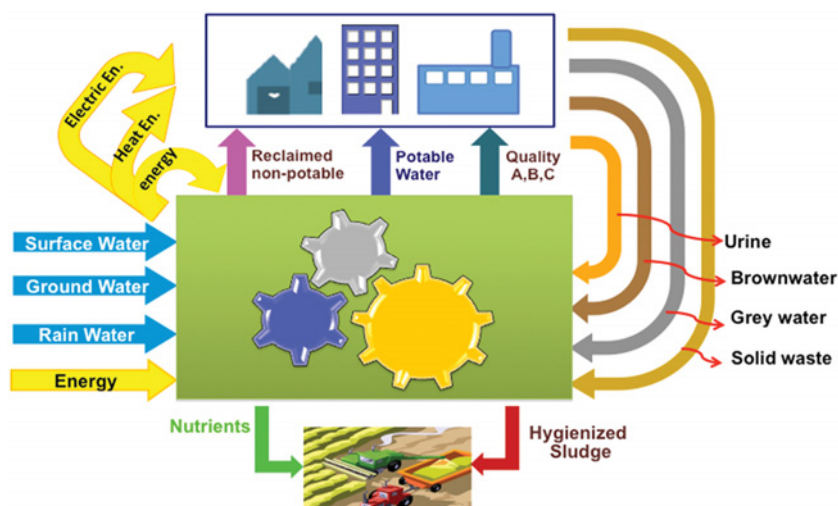 Electric En.
Heat En.
energy
Reclaimed
non-potable
Potable
Water
Quality
A,B,C
Surface Water
Ground Water
Rain Water
Energy
Urine
Brownwater
Grey water
Solid waste
Nutrients
Hygienized
Sludge